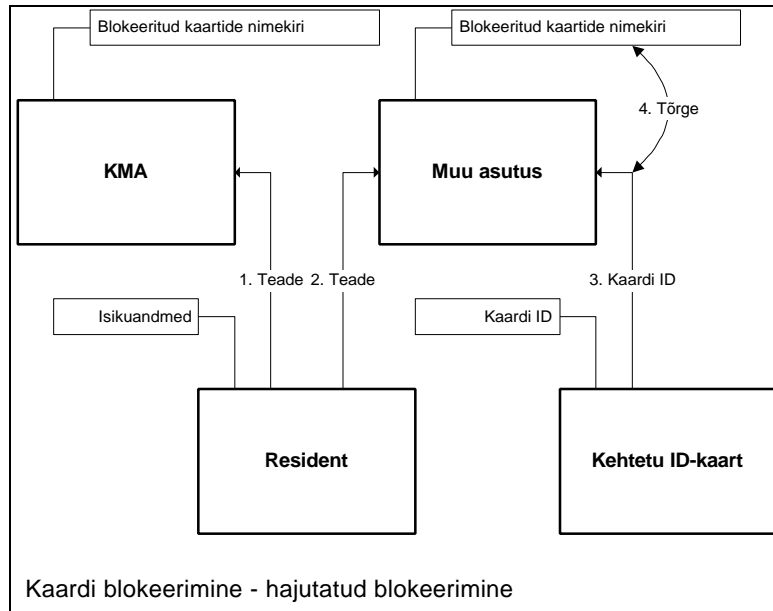 Blokeeritud kaartide nimekiri
Blokeeritud kaartide nimekiri
4. Tõrge
KMA
Muu asutus
1. Teade
2. Teade
3. Kaardi ID
Isikuandmed
Kaardi ID
Resident
Kehtetu ID-kaart
Kaardi blokeerimine - hajutatud blokeerimine